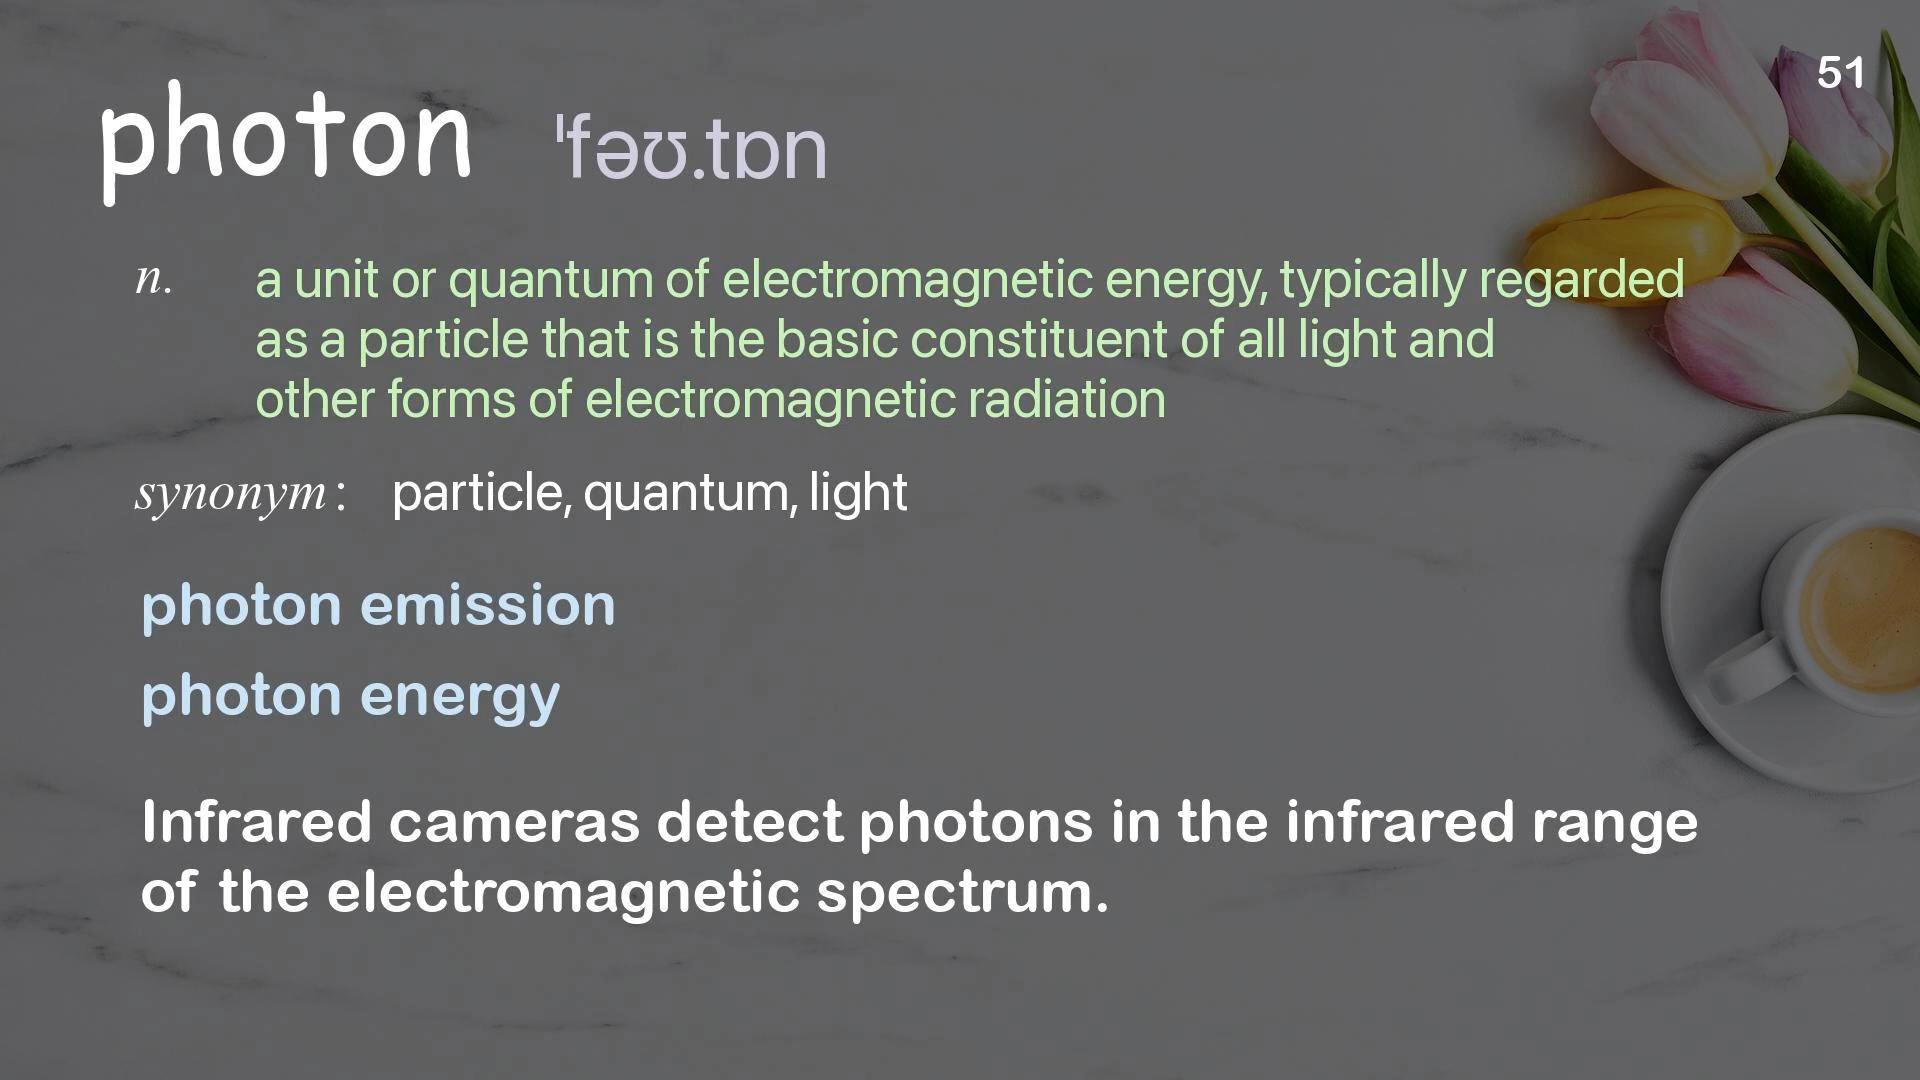 51
photon ˈfəʊ.tɒn
n. a unit or quantum of electromagnetic energy, typically regarded
as a particle that is the basic constituent of all light and
other forms of electromagnetic radiation
synonym: particle, quantum, light
photon emission
photon energy
Infrared cameras detect photons in the infrared range
of the electromagnetic spectrum.